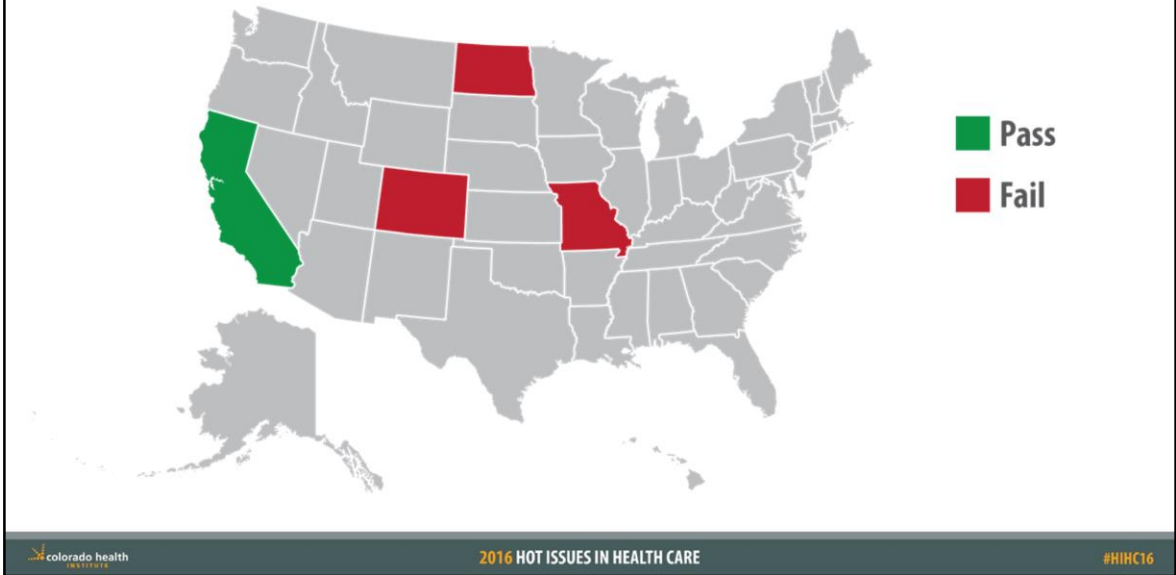 Pass
Fail
colorado health
INSTITUTE
2016 HOT ISSUES IN HEALTH CARE
#HIHC16